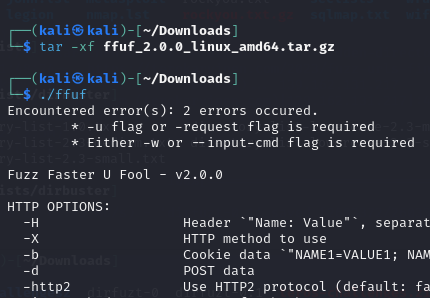 ┌──(kali㉿kali)-[~/Downloads]
└─$ tar -xf ffuf_2.0.0_linux_amd64.tar.gz
┌──(kali㉿kali)-[~/Downloads]
└─$ ./ffuf
Encountered error(s): 2 errors occured.
* -u flag or -request flag is required
* Either -w or --input-cmd flag is required
Fuzz Faster U Fool - v2.0.0
HTTP OPTIONS:
-H Header `"Name: Value"`, separat
-X HTTP method to use
-b Cookie data `"NAME1=VALUE1; NAM
-d POST data
-http2 Use HTTP2 protocol (default: fa